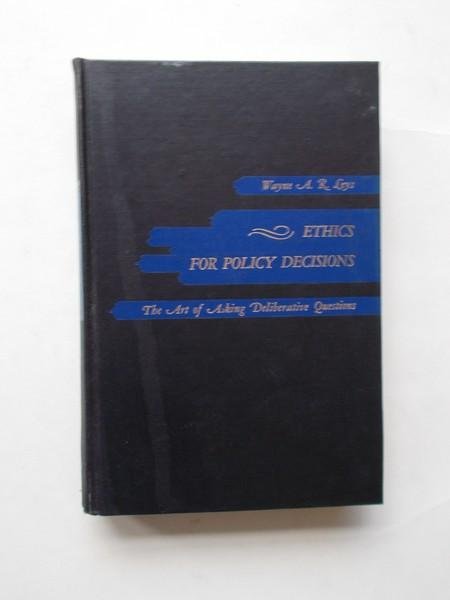 Wayne A. R. Leys
ETHICS
FOR POLICY DECISIONS
The Art of Asking Deliberative Questions